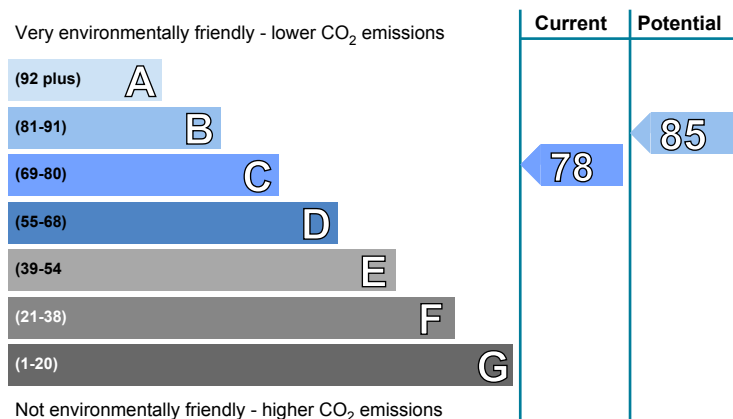 Current Potential
Very environmentally friendly - lower CO2 emissions
(92 plus) A
(81-91) B
85
(69-80) C
78
(55-68) D
(39-54 E
(21-38) F
(1-20) G
Not environmentally friendly - higher CO2 emissions